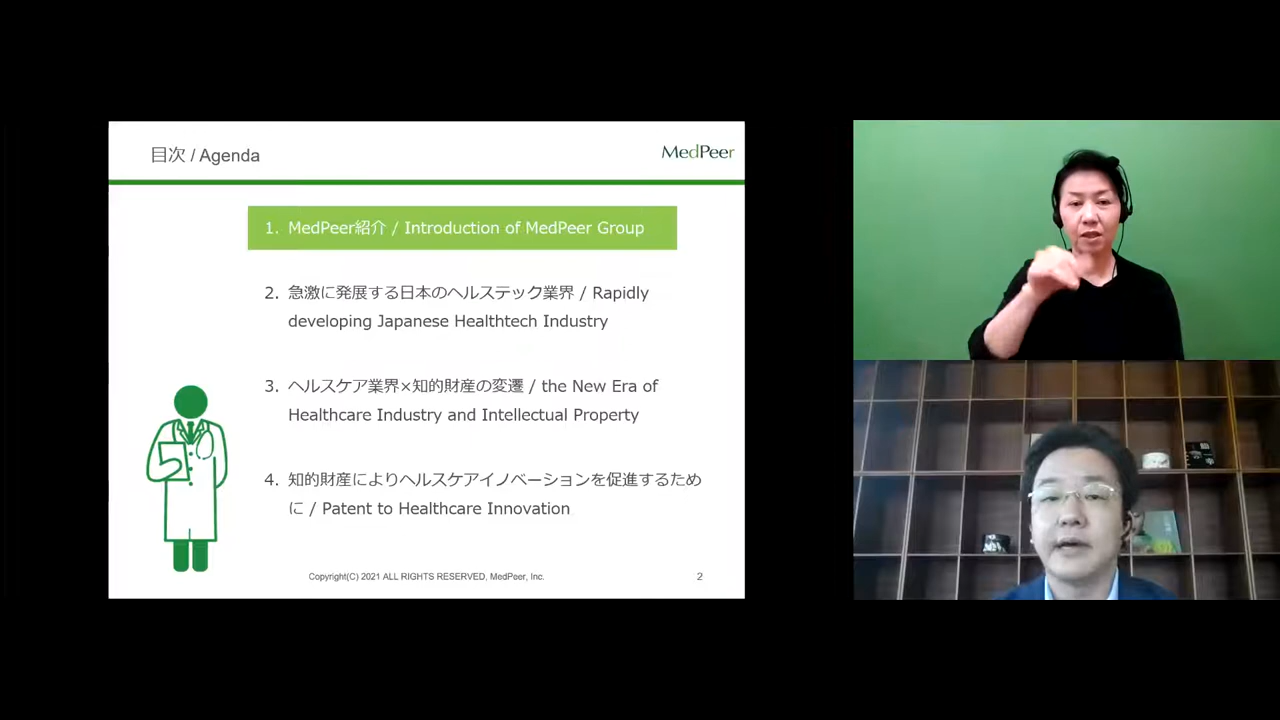 目次 / Agenda
MedPeer
1. MedPeer紹介 / Introduction of MedPeer Group
2. 急激に発展する日本のヘルステック業界 / Rapidly
developing Japanese Healthtech Industry
3. ヘルスケア業界×知的財産の変遷 / the New Era of
Healthcare Industry and Intellectual Property
4. 知的財産によりヘルスケアイノベーションを促進するため
に / Patent to Healthcare Innovation
Copyright(C) 2021 ALL RIGHTS RESERVED, MedPeer, Inc.
2